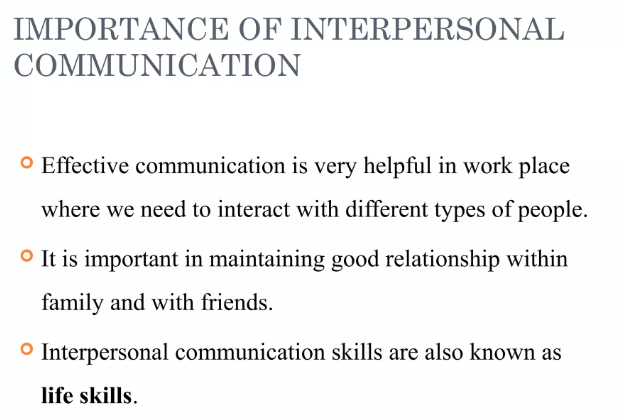 IMPORTANCE OF INTERPERSONAL
COMMUNICATION
Effective communication is very helpful in work place
where we need to interact with different types of people.
It is important in maintaining good relationship within
family and with friends.
Interpersonal communication skills are also known as
life skills.